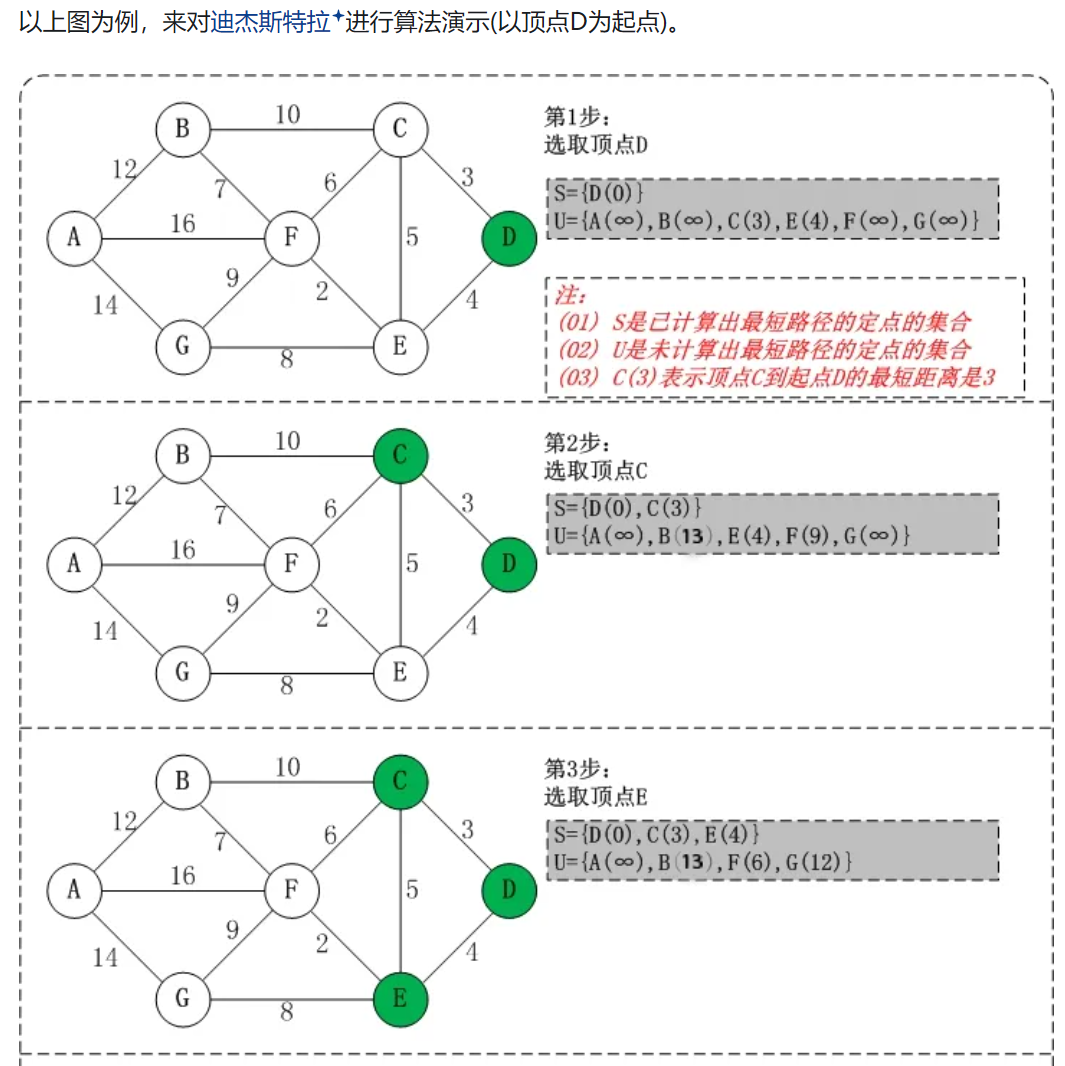 以上图为例，来对迪杰斯特拉进行算法演示(以顶点D为起点)。
第1步：
选取顶点D
S={D(0)}
U={A(∞),B(∞),C(3),E(4),F(∞),G(∞)}
注：
(01) S是已计算出最短路径的定点的集合
(02) U是未计算出最短路径的定点的集合
(03) C(3)表示顶点C到起点D的最短距离是3
B 10 C
12 7 6 3
A 16 F 5 D
14 9 2 4
G 8 E
第2步：
选取顶点C
S={D(0),C(3)}
U={A(∞),B(13),E(4),F(9),G(∞)}
B 10 C
12 7 6 3
A 16 F 5 D
14 9 2 4
G 8 E
第3步：
选取顶点E
S={D(0),C(3),E(4)}
U={A(∞),B(13),F(6),G(12)}
B 10 C
12 7 6 3
A 16 F 5 D
14 9 2 4
G 8 E